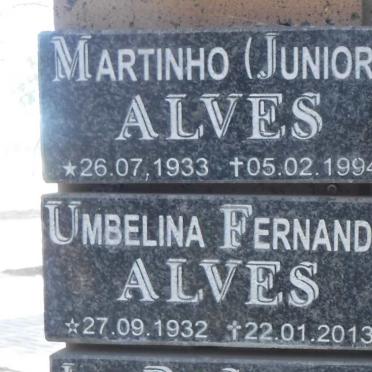 MARTINHO (JUNIOR
ALVES
☆26.07,1933 ✝05.02.1994
UMBELINA FERNAND
ALVES
☆27.09.1932 ✝22.01.2013